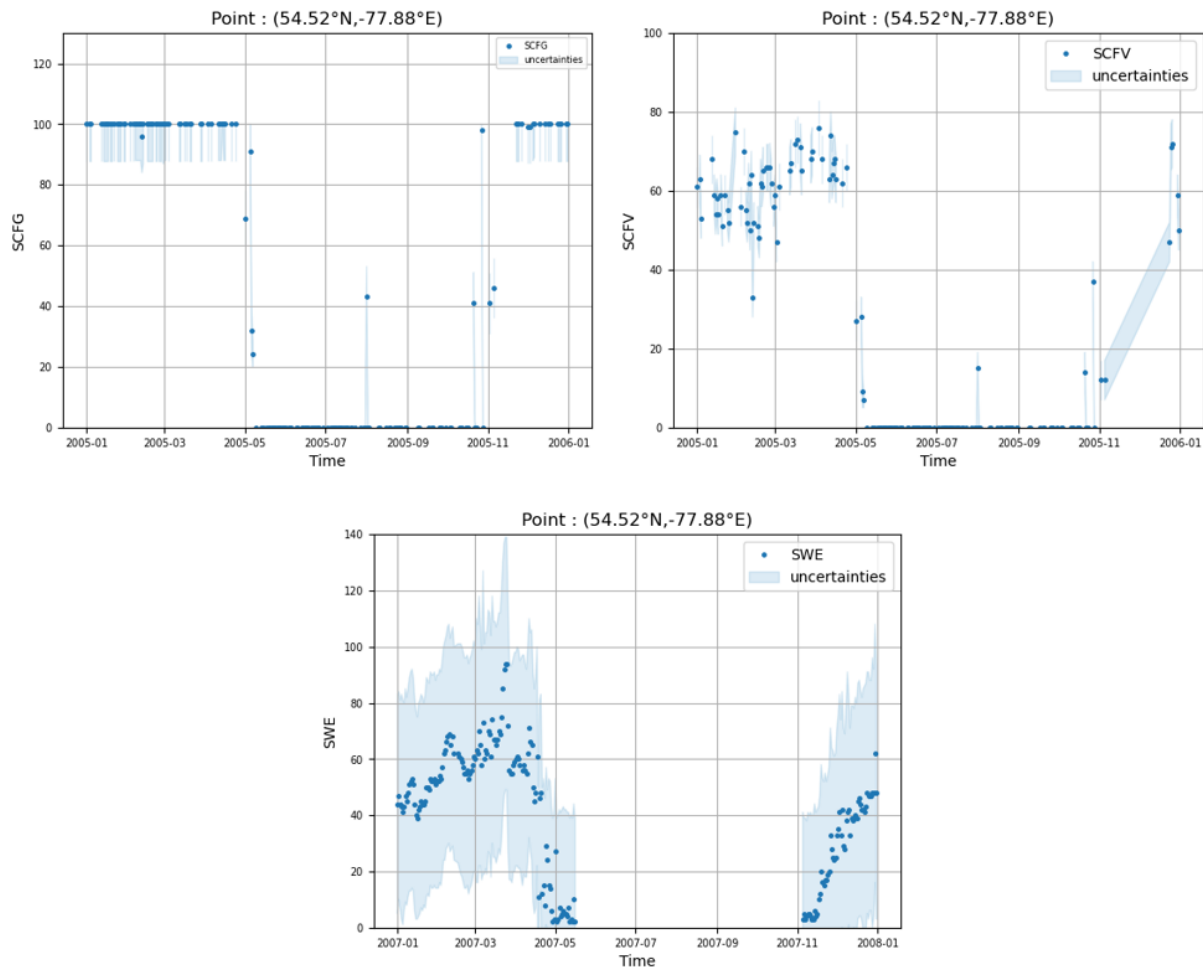 Point : (54.52°N,-77.88°E)
SCFG
uncertainties
120
100
80
60
40
20
0
SCFG
2005-01
2005-03
2005-05
2005-07
2005-09
2005-11
2006-01
Time
Point : (54.52°N,-77.88°E)
SCFV
uncertainties
100
80
60
40
20
0
SCFV
2005-01
2005-03
2005-05
2005-07
2005-09
2005-11
2006-01
Time
Point : (54.52°N,-77.88°E)
SWE
uncertainties
140
120
100
80
60
40
20
0
SWE
2007-01
2007-03
2007-05
2007-07
2007-09
2007-11
2008-01
Time